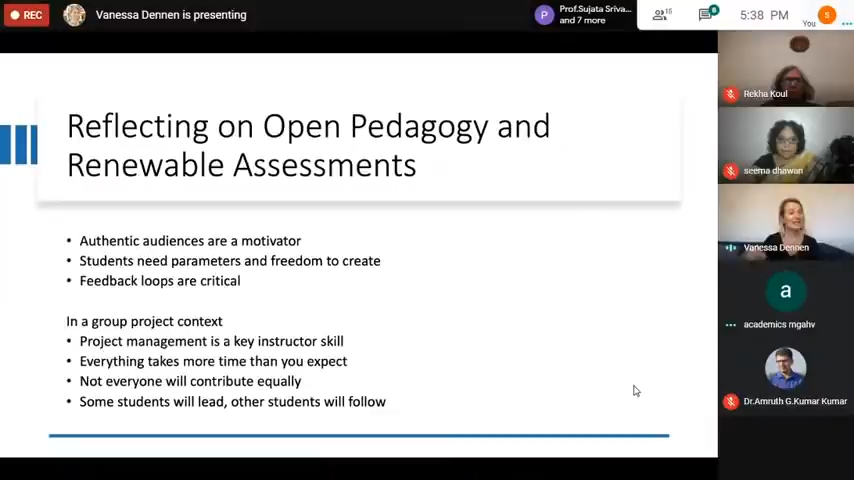 REC
Vanessa Dennen is presenting
P
Prof.Sujata Sriva...
and 7 more
15
8
5:38 PM
You
S
Reflecting on Open Pedagogy and
Renewable Assessments
• Authentic audiences are a motivator
• Students need parameters and freedom to create
• Feedback loops are critical
In a group project context
• Project management is a key instructor skill
• Everything takes more time than you expect
• Not everyone will contribute equally
• Some students will lead, other students will follow
Rekha Koul
seema dhawan
Vanessa Dennen
a
academics mgahv
Dr.Amruth G.Kumar Kumar